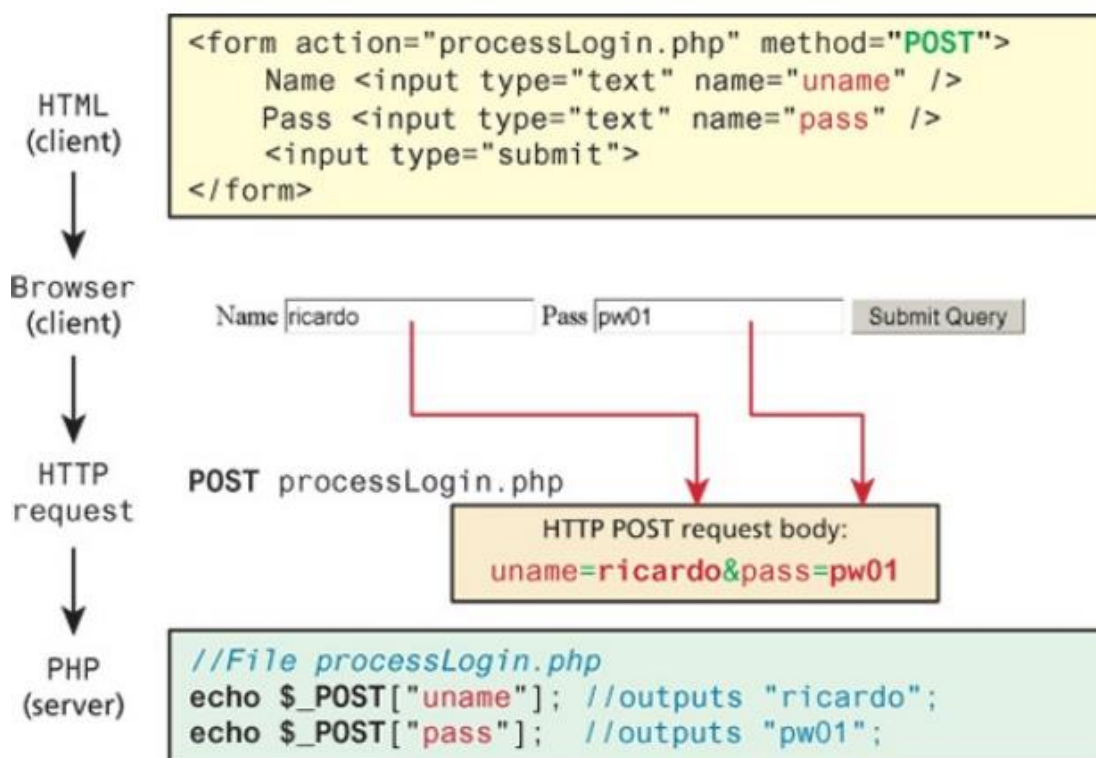 HTML
(client)
<form action="processLogin.php" method="POST">
Name <input type="text" name="uname" />
Pass <input type="text" name="pass" />
<input type="submit">
</form>
Browser
(client)
Name ricardo Pass pw01 Submit Query
HTTP
request
POST processLogin.php
HTTP POST request body:
uname=ricardo&pass=pw01
PHP
(server)
//File processLogin.php
echo $_POST["uname"]; //outputs "ricardo";
echo $_POST["pass"]; //outputs "pw01";